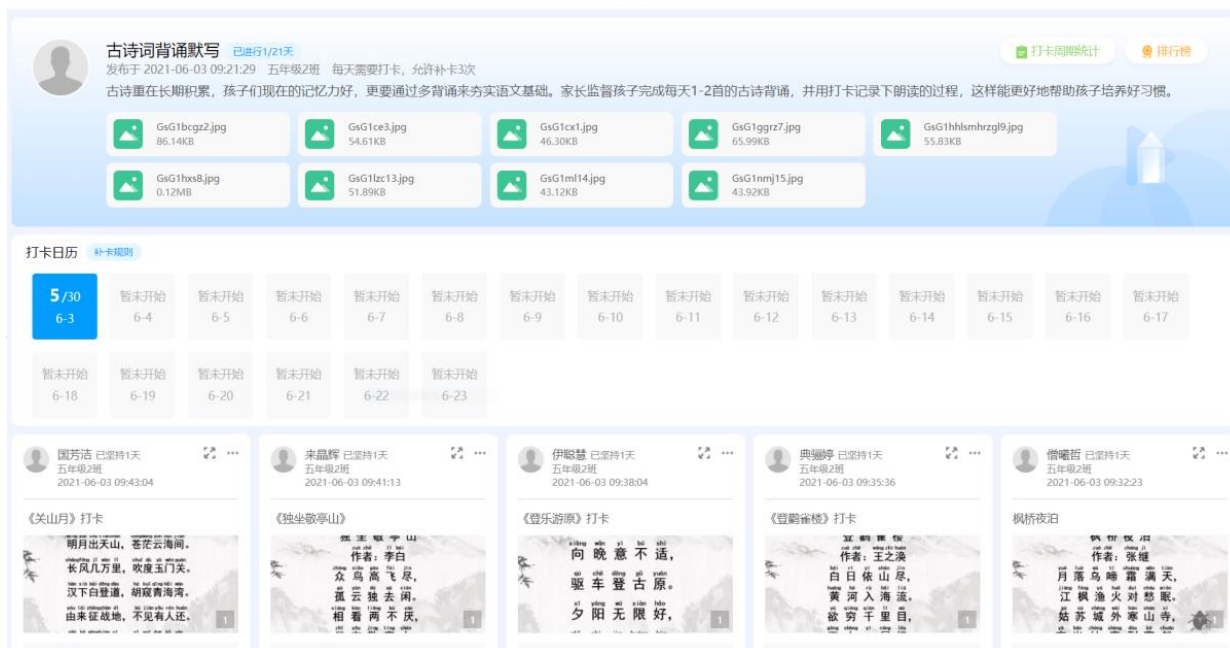 古诗词背诵默写 已进行1/21天
打卡周期统计 排行榜
发布于 2021-06-03 09:21:29 五年级2班 每天需要打卡，允许补卡3次
古诗重在长期积累，孩子们现在的记忆力好，更要通过多背诵来夯实语文基础。家长监督孩子完成每天1-2首的古诗背诵，并用打卡记录下朗读的过程，这样能更好地帮助孩子培养好习惯。
GsG1bcgz2.jpg GsG1ce3.jpg GsG1cx1.jpg GsG1ggrz7.jpg GsG1hhlsmhrzgl9.jpg
86.14KB 54.61KB 46.30KB 65.99KB 55.83KB
GsG1hxs8.jpg GsG1lzc13.jpg GsG1ml14.jpg GsG1nmj15.jpg
0.12MB 51.89KB 43.12KB 43.92KB
打卡日历 补卡规则
5/30 暂未开始 暂未开始 暂未开始 暂未开始 暂未开始 暂未开始 暂未开始 暂未开始 暂未开始 暂未开始 暂未开始 暂未开始 暂未开始 暂未开始
6-3 6-4 6-5 6-6 6-7 6-8 6-9 6-10 6-11 6-12 6-13 6-14 6-15 6-16 6-17
暂未开始 暂未开始 暂未开始 暂未开始 暂未开始 暂未开始
6-18 6-19 6-20 6-21 6-22 6-23
国芳洁 已坚持1天
五年级2班
2021-06-03 09:43:04
《关山月》打卡
明月出天山，苍茫云海间。
长风几万里，吹度玉门关。
汉下白登道，胡窥青海湾。
由来征战地，不见有人还。
1
来晶辉 已坚持1天
五年级2班
2021-06-03 09:41:13
《独坐敬亭山》
独坐敬亭山
作者：李白
众鸟高飞尽，
孤云独去闲。
相看两不厌，
1
伊聪慧 已坚持1天
五年级2班
2021-06-03 09:38:04
《登乐游原》打卡
向晚意不适，
驱车登古原。
夕阳无限好，
1
典骊婷 已坚持1天
五年级2班
2021-06-03 09:35:36
《登鹳雀楼》打卡
登鹳雀楼
作者：王之涣
白日依山尽，
黄河入海流。
欲穷千里目，
1
僧曦哲 已坚持1天
五年级2班
2021-06-03 09:32:23
枫桥夜泊
枫桥夜泊
作者：张继
月落乌啼霜满天，
江枫渔火对愁眠。
姑苏城外寒山寺，
1